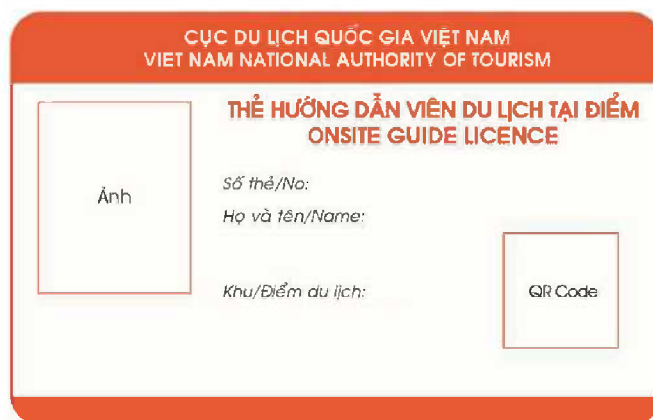 CỤC DU LỊCH QUỐC GIA VIỆT NAM
VIET NAM NATIONAL AUTHORITY OF TOURISM
THẺ HƯỚNG DẪN VIÊN DU LỊCH TẠI ĐIỂM
ONSITE GUIDE LICENCE
Ảnh
Số thẻ/No:
Họ và tên/Name:
Khu/Điểm du lịch:
QR Code